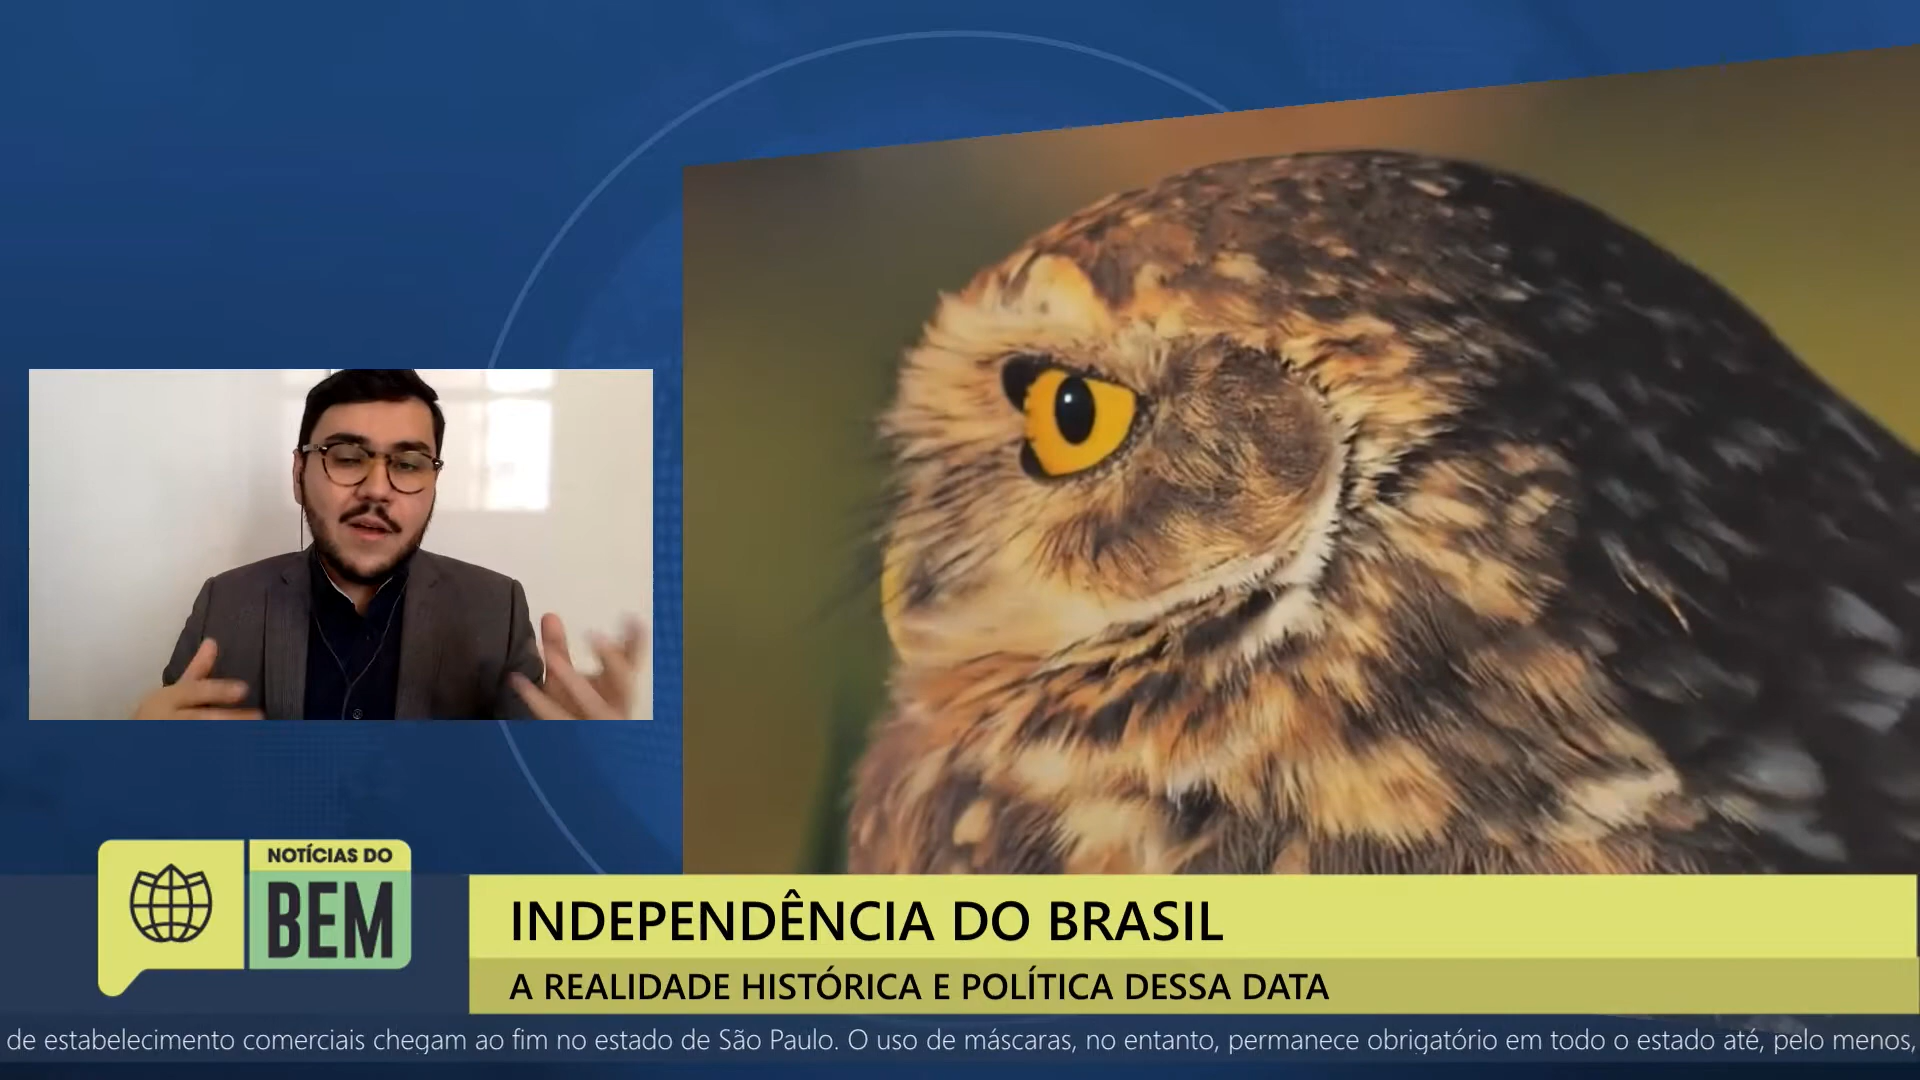 NOTÍCIAS DO
BEM
INDEPENDÊNCIA DO BRASIL
A REALIDADE HISTÓRICA E POLÍTICA DESSA DATA
de estabelecimento comerciais chegam ao fim no estado de São Paulo. O uso de máscaras, no entanto, permanece obrigatório em todo o estado até, pelo menos,